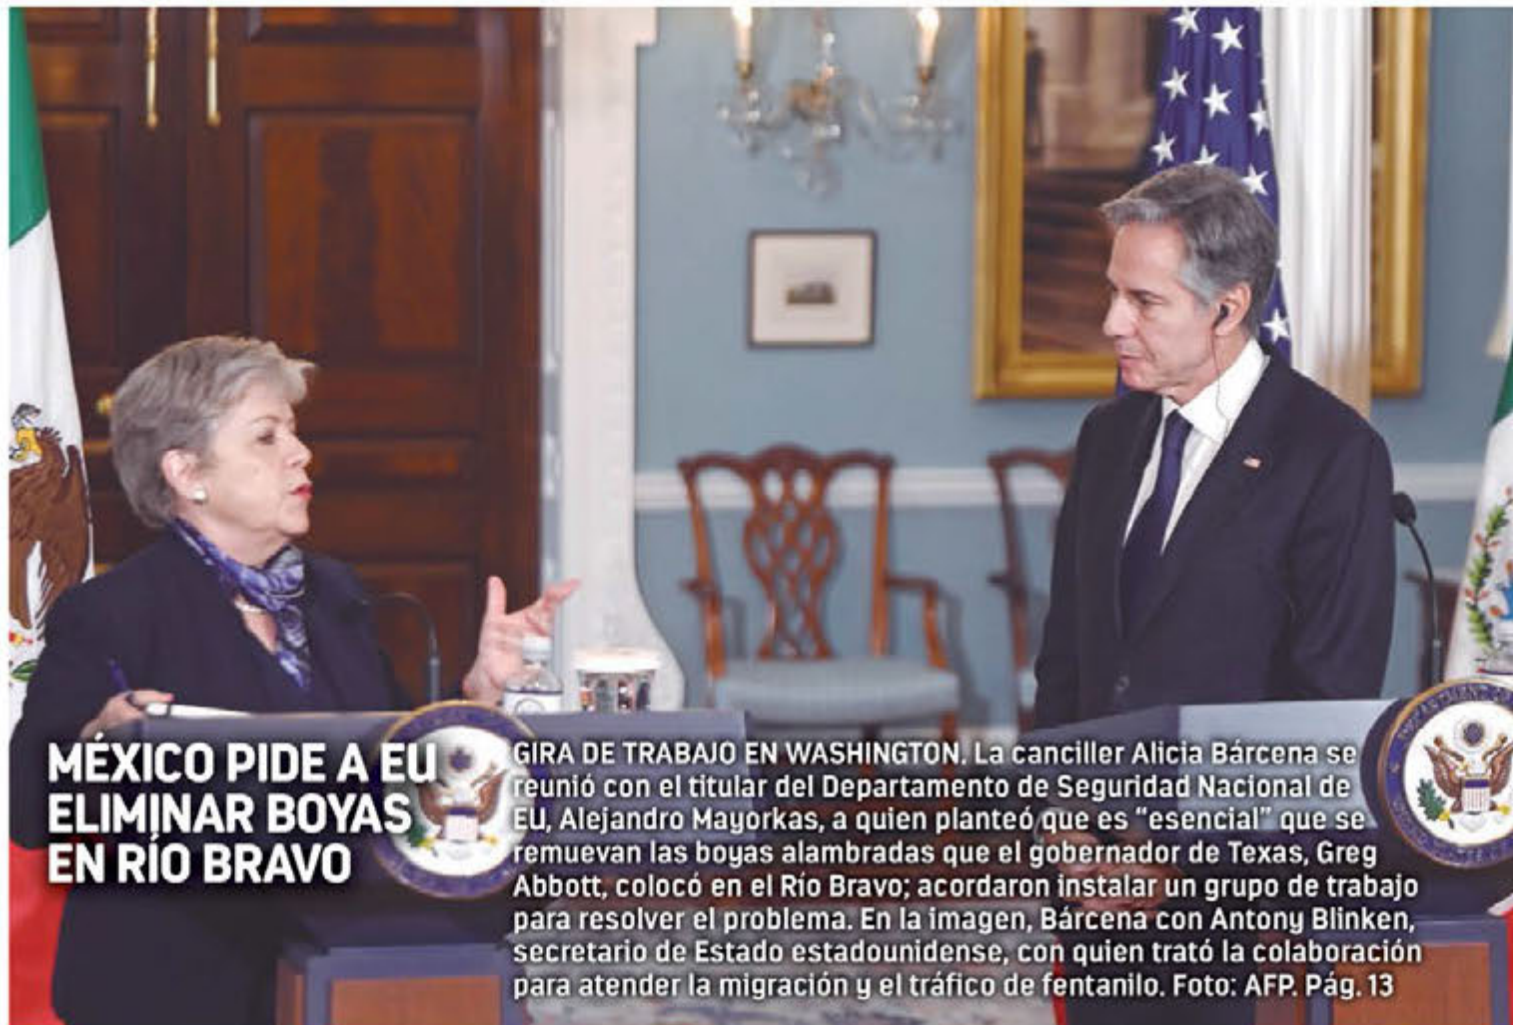 MÉXICO PIDE A EU
ELIMINAR BOYAS
EN RÍO BRAVO
GIRA DE TRABAJO EN WASHINGTON. La canciller Alicia Bárcena se
reunió con el titular del Departamento de Seguridad Nacional de
EU, Alejandro Mayorkas, a quien planteó que es “esencial” que se
remuevan las boyas alambradas que el gobernador de Texas, Greg
Abbott, colocó en el Río Bravo; acordaron instalar un grupo de trabajo
para resolver el problema. En la imagen, Bárcena con Antony Blinken,
secretario de Estado estadounidense, con quien trató la colaboración
para atender la migración y el tráfico de fentanilo. Foto: AFP. Pág. 13